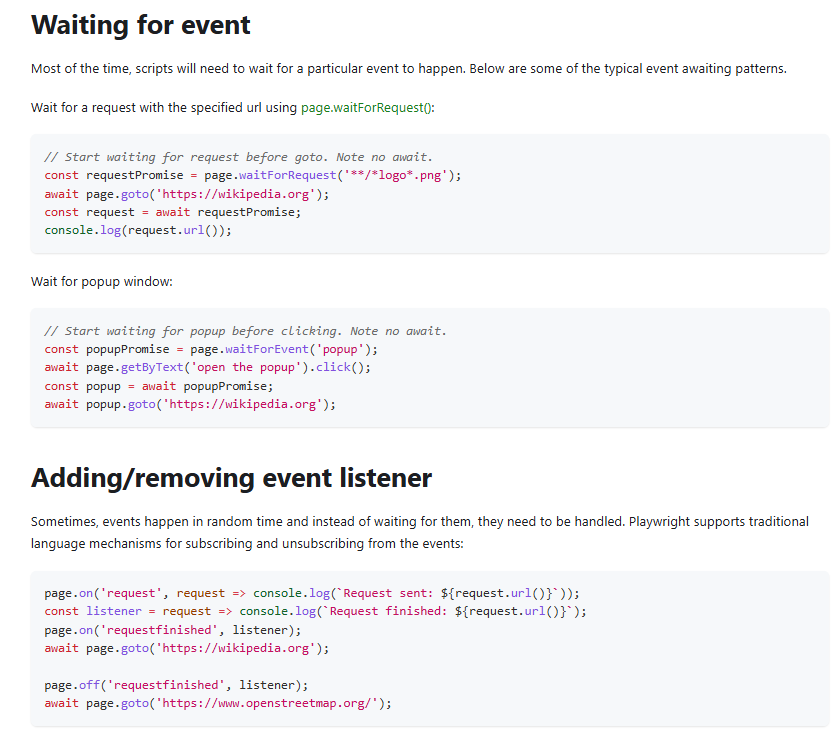 Waiting for event
Most of the time, scripts will need to wait for a particular event to happen. Below are some of the typical event awaiting patterns.
Wait for a request with the specified url using page.waitForRequest():
// Start waiting for request before goto. Note no await.
const requestPromise = page.waitForRequest('**/*logo*.png');
await page.goto('https://wikipedia.org');
const request = await requestPromise;
console.log(request.url());
Wait for popup window:
// Start waiting for popup before clicking. Note no await.
const popupPromise = page.waitForEvent('popup');
await page.getByText('open the popup').click();
const popup = await popupPromise;
await popup.goto('https://wikipedia.org');
Adding/removing event listener
Sometimes, events happen in random time and instead of waiting for them, they need to be handled. Playwright supports traditional
language mechanisms for subscribing and unsubscribing from the events:
page.on('request', request => console.log(`Request sent: ${request.url()}`));
const listener = request => console.log(`Request finished: ${request.url()}`);
page.on('requestfinished', listener);
await page.goto('https://wikipedia.org');
page.off('requestfinished', listener);
await page.goto('https://www.openstreetmap.org/');